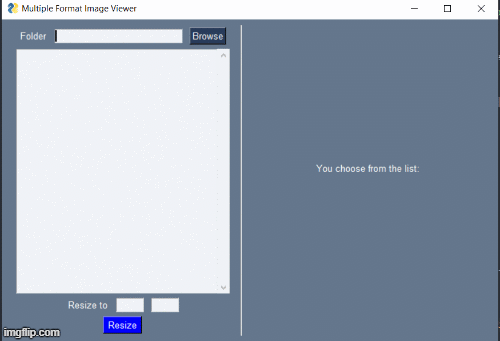 Multiple Format Image Viewer
Folder Browse
You choose from the list:
Resize to
Resize
imgflip.com